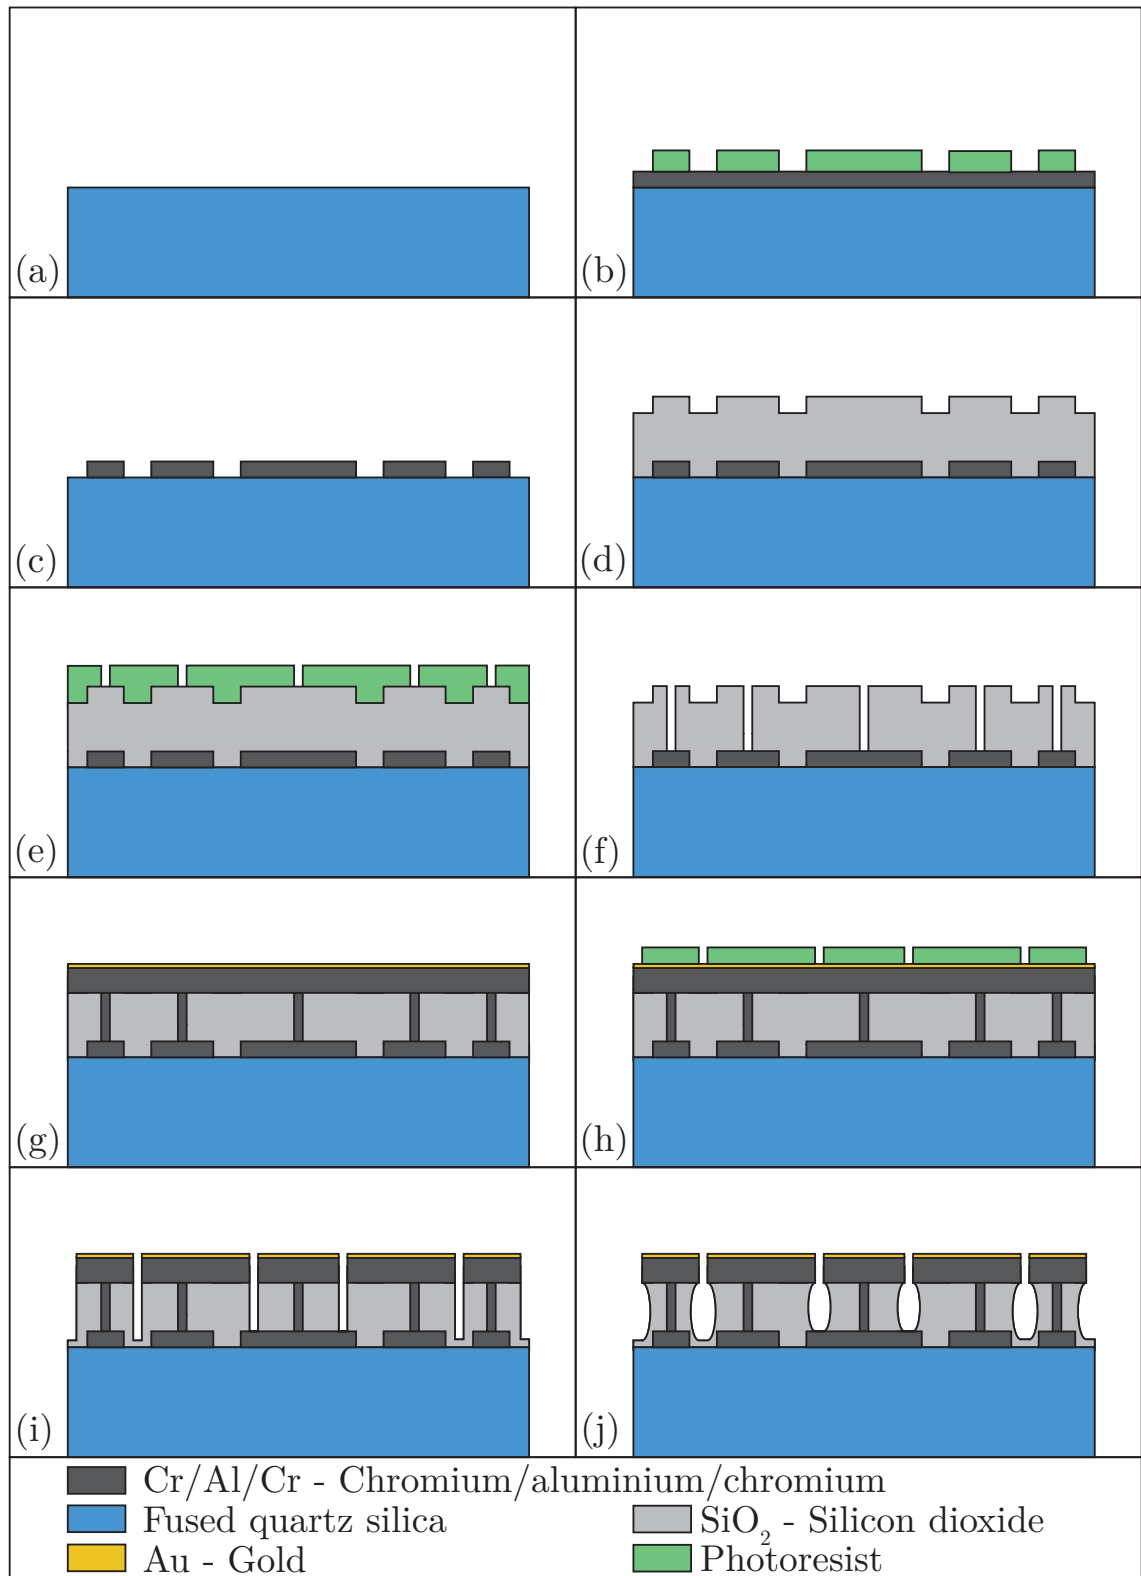 (a)
(b)
(c)
(d)
(e)
(f)
(g)
(h)
(i)
(j)
Cr/Al/Cr - Chromium/aluminium/chromium
Fused quartz silica
SiO₂ - Silicon dioxide
Au - Gold
Photoresist